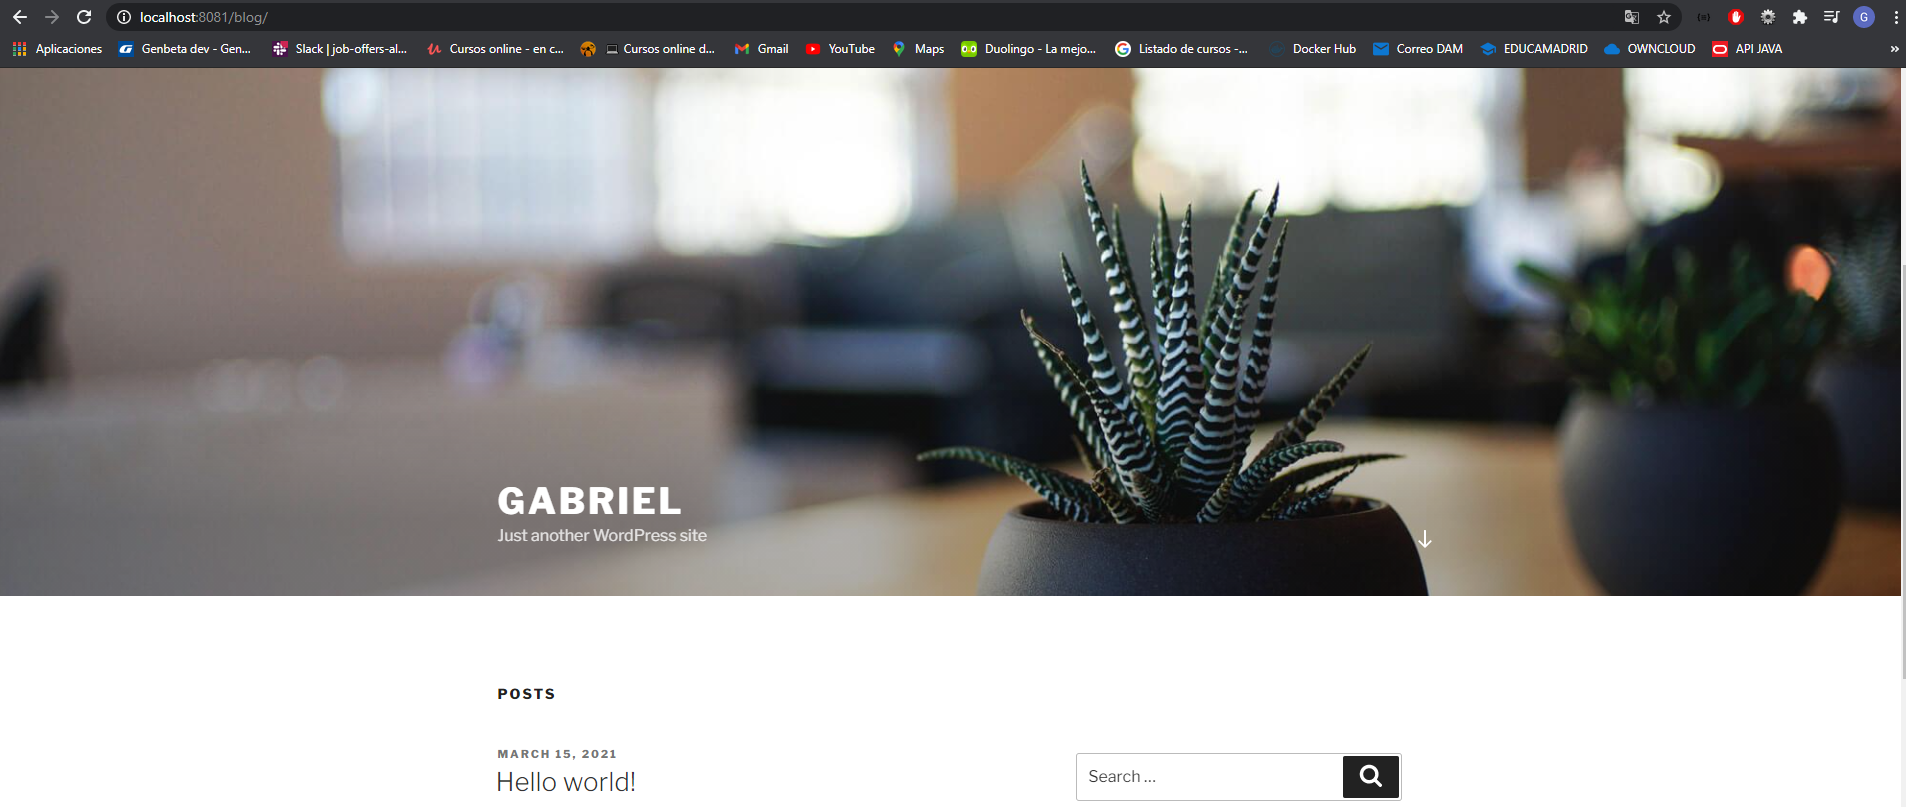 localhost:8081/blog/
G
Aplicaciones Genbeta dev - Gen... Slack | job-offers-al... Cursos online - en c... Cursos online d... Gmail YouTube Maps Duolingo - La mejo... Listado de cursos -... Docker Hub Correo DAM EDUCAMADRID OWNCLOUD API JAVA »
GABRIEL
Just another WordPress site
POSTS
MARCH 15, 2021
Hello world!
Search ...